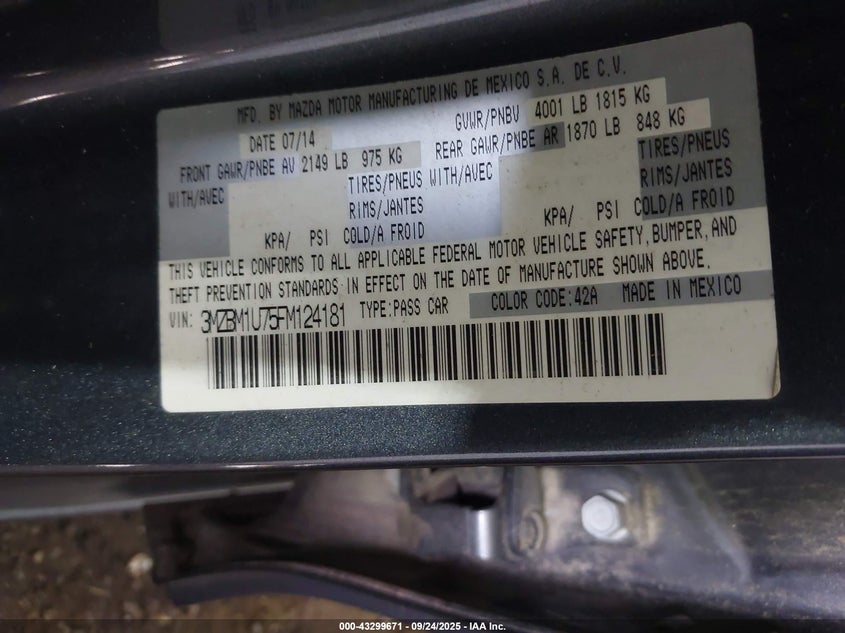 MFD. BY MAZDA MOTOR MANUFACTURING DE MEXICO S.A. DE C.V.
DATE 07/14 GVWR/PNBV 4001 LB 1815 KG
FRONT GAWR/PNBE AV 2149 LB 975 KG REAR GAWR/PNBE AR 1870 LB 848 KG
WITH/AVEC TIRES/PNEUS WITH/AVEC TIRES/PNEUS
RIMS/JANTES RIMS/JANTES
KPA/ PSI COLD/A FROID KPA/ PSI COLD/A FROID
THIS VEHICLE CONFORMS TO ALL APPLICABLE FEDERAL MOTOR VEHICLE SAFETY, BUMPER, AND
THEFT PREVENTION STANDARDS IN EFFECT ON THE DATE OF MANUFACTURE SHOWN ABOVE.
VIN: 3MZBM1U75FM124181 TYPE:PASS CAR COLOR CODE:42A MADE IN MEXICO
000-43299671 - 09/24/2025 - IAA Inc.